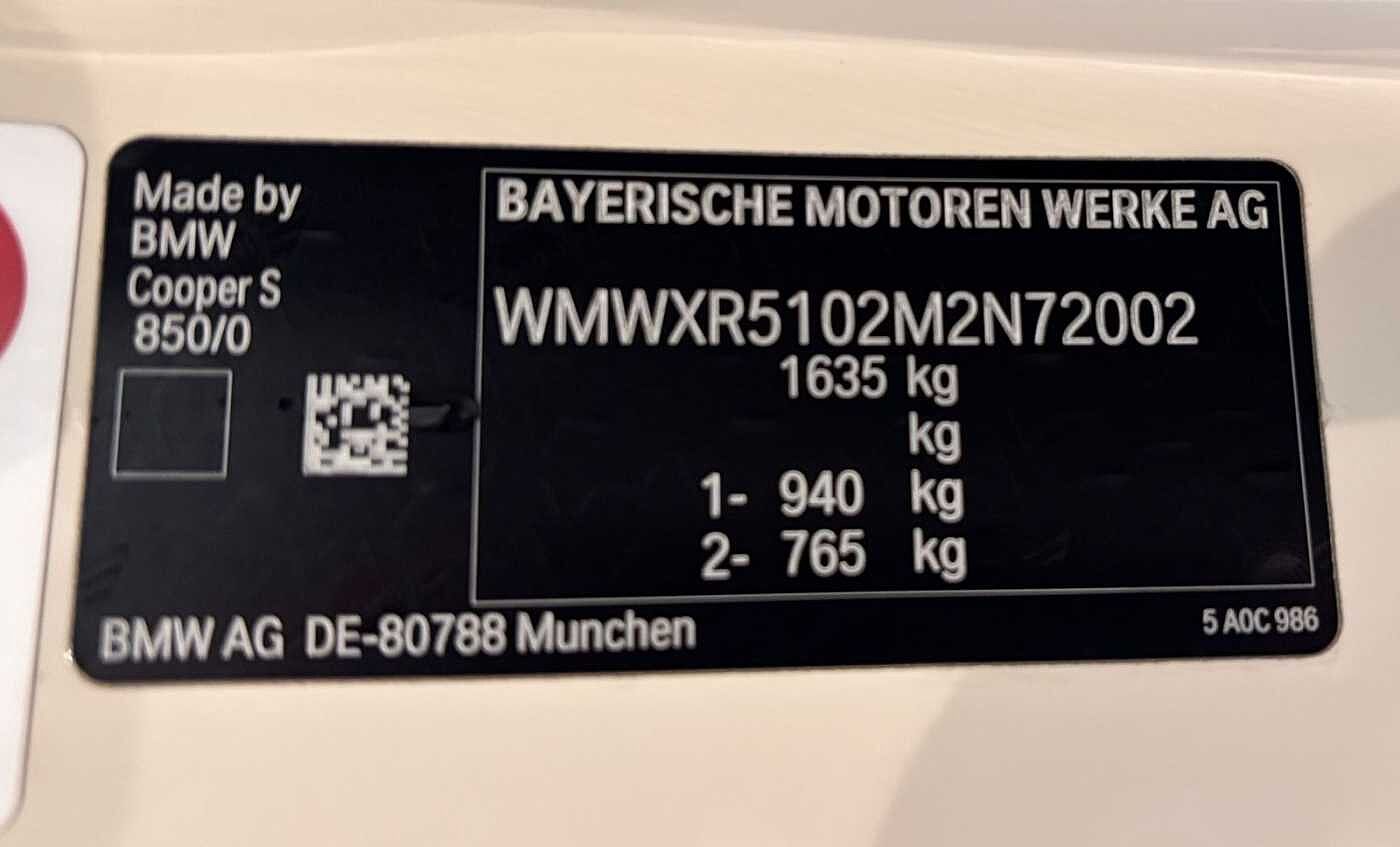 Made by
BMW
Cooper S
850/0
BAYERISCHE MOTOREN WERKE AG
WMWXR5102M2N72002
1635 kg
kg
1- 940 kg
2- 765 kg
BMW AG DE-80788 Munchen
5 A0C 986